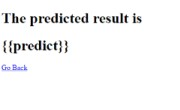 The predicted result is
{{predict}}
Go Back